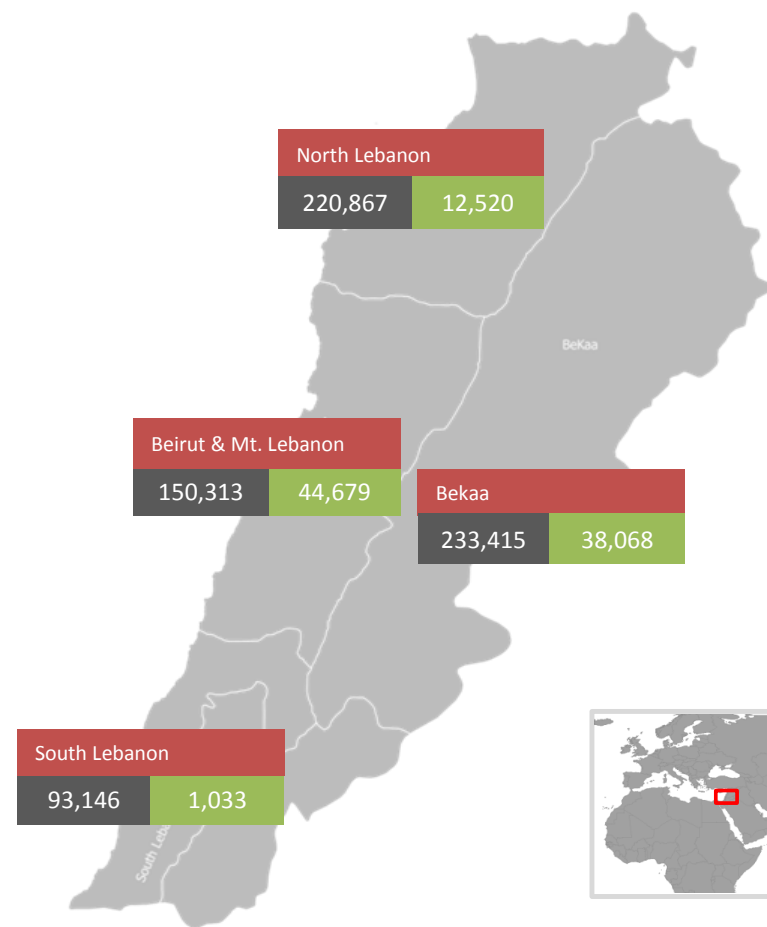 North Lebanon
220,867 12,520
BeKaa
Beirut & Mt. Lebanon
150,313 44,679
Bekaa
233,415 38,068
South Lebanon
93,146 1,033
South